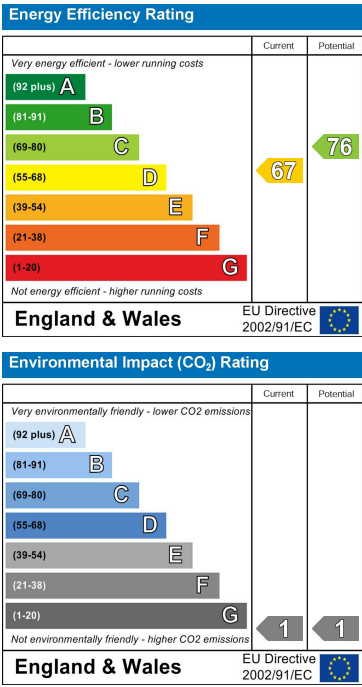 Energy Efficiency Rating
Current Potential
Very energy efficient - lower running costs
(92 plus) A
(81-91) B
(69-80) C
(55-68) D
(39-54) E
(21-38) F
(1-20) G
67
76
Not energy efficient - higher running costs
England & Wales
EU Directive
2002/91/EC
Environmental Impact (CO₂) Rating
Current Potential
Very environmentally friendly - lower CO2 emissions
(92 plus) A
(81-91) B
(69-80) C
(55-68) D
(39-54) E
(21-38) F
(1-20) G
1
1
Not environmentally friendly - higher CO2 emissions
England & Wales
EU Directive
2002/91/EC